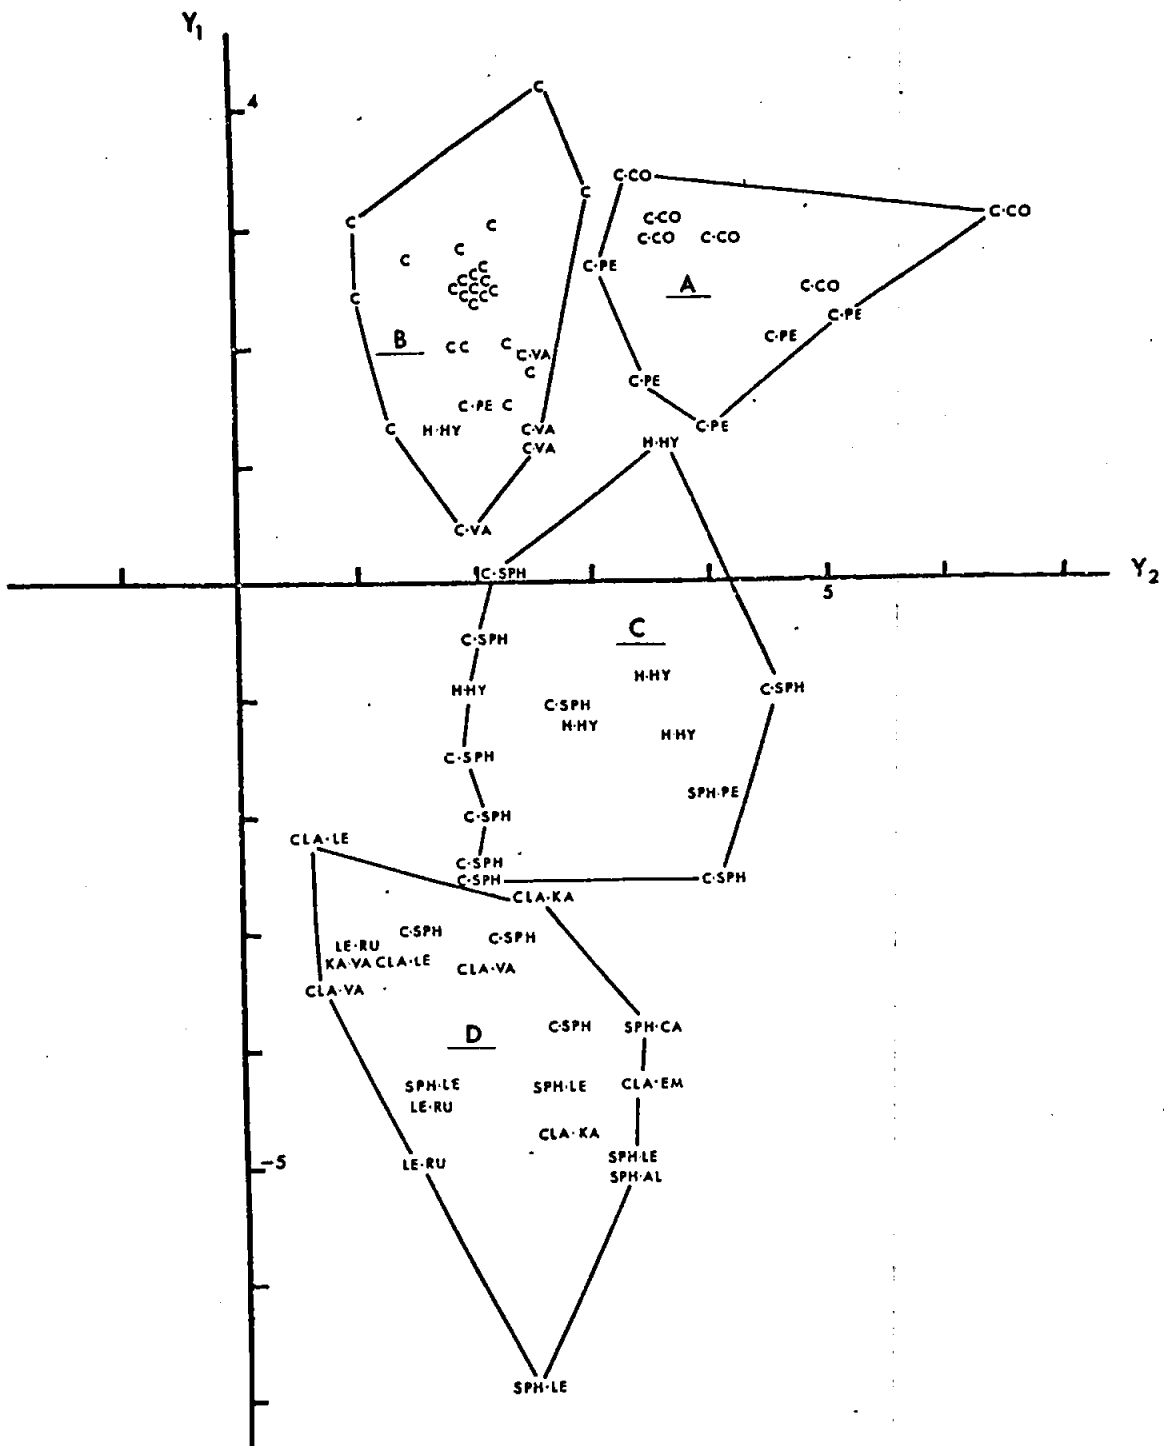 Y₁
4
C
C·CO
C
C·CO
C·CO
C
C
C·CO C·CO
C
C
C·PE
C
C C C C C C C C C C C
A
C·CO
C
C·PE
B
C·PE
C C
C
C·VA
C
C·PE
C·PE C
C·PE
C
H·HY
C·VA
H·HY
C·VA
C·VA
C·SPH
Y₂
5
C
C·SPH
H·HY
H·HY
C·SPH
C·SPH
H·HY
H·HY
C·SPH
SPH·PE
C·SPH
CLA·LE
C·SPH
C·SPH
C·SPH
CLA·KA
C·SPH
C·SPH
LE·RU
KA·VA CLA·LE
CLA·VA
CLA·VA
C·SPH
SPH·CA
D
SPH·LE
SPH·LE
CLA·EM
LE·RU
CLA·KA
SPH·LE
LE·RU
-5
SPH·AL
SPH·LE